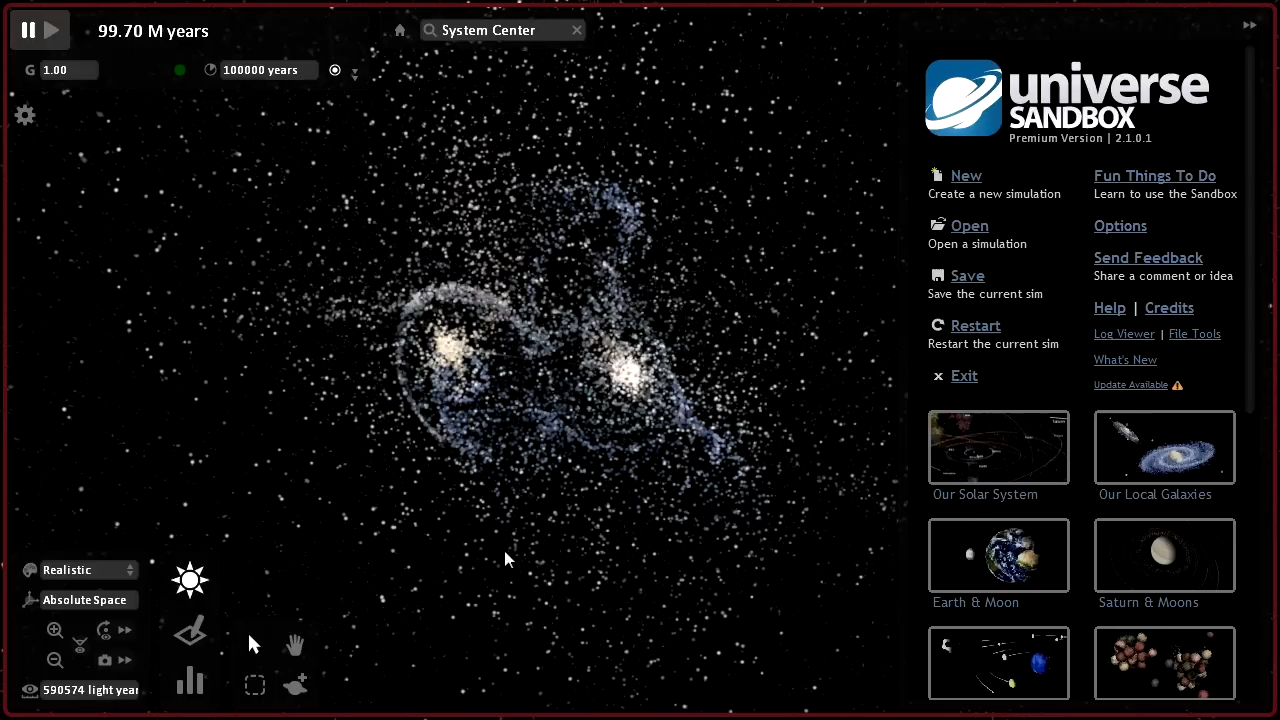 99.70 M years
System Center
G 1.00
100000 years
universe
SANDBOX
Premium Version | 2.1.0.1
New
Create a new simulation
Open
Open a simulation
Save
Save the current sim
Restart
Restart the current sim
x Exit
Fun Things To Do
Learn to use the Sandbox
Options
Send Feedback
Share a comment or idea
Help | Credits
Log Viewer | File Tools
What's New
Update Available
Our Solar System
Our Local Galaxies
Earth & Moon
Saturn & Moons
Realistic
Absolute Space
590574 light year